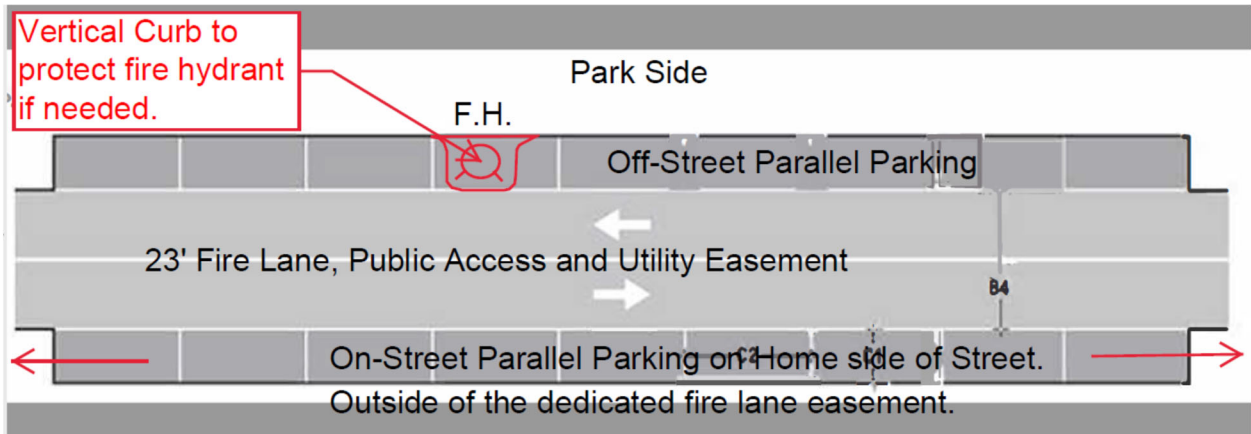 Vertical Curb to
protect fire hydrant
if needed.
Park Side
F.H.
Off-Street Parallel Parking
23' Fire Lane, Public Access and Utility Easement
B4
C2
C1
On-Street Parallel Parking on Home side of Street.
Outside of the dedicated fire lane easement.